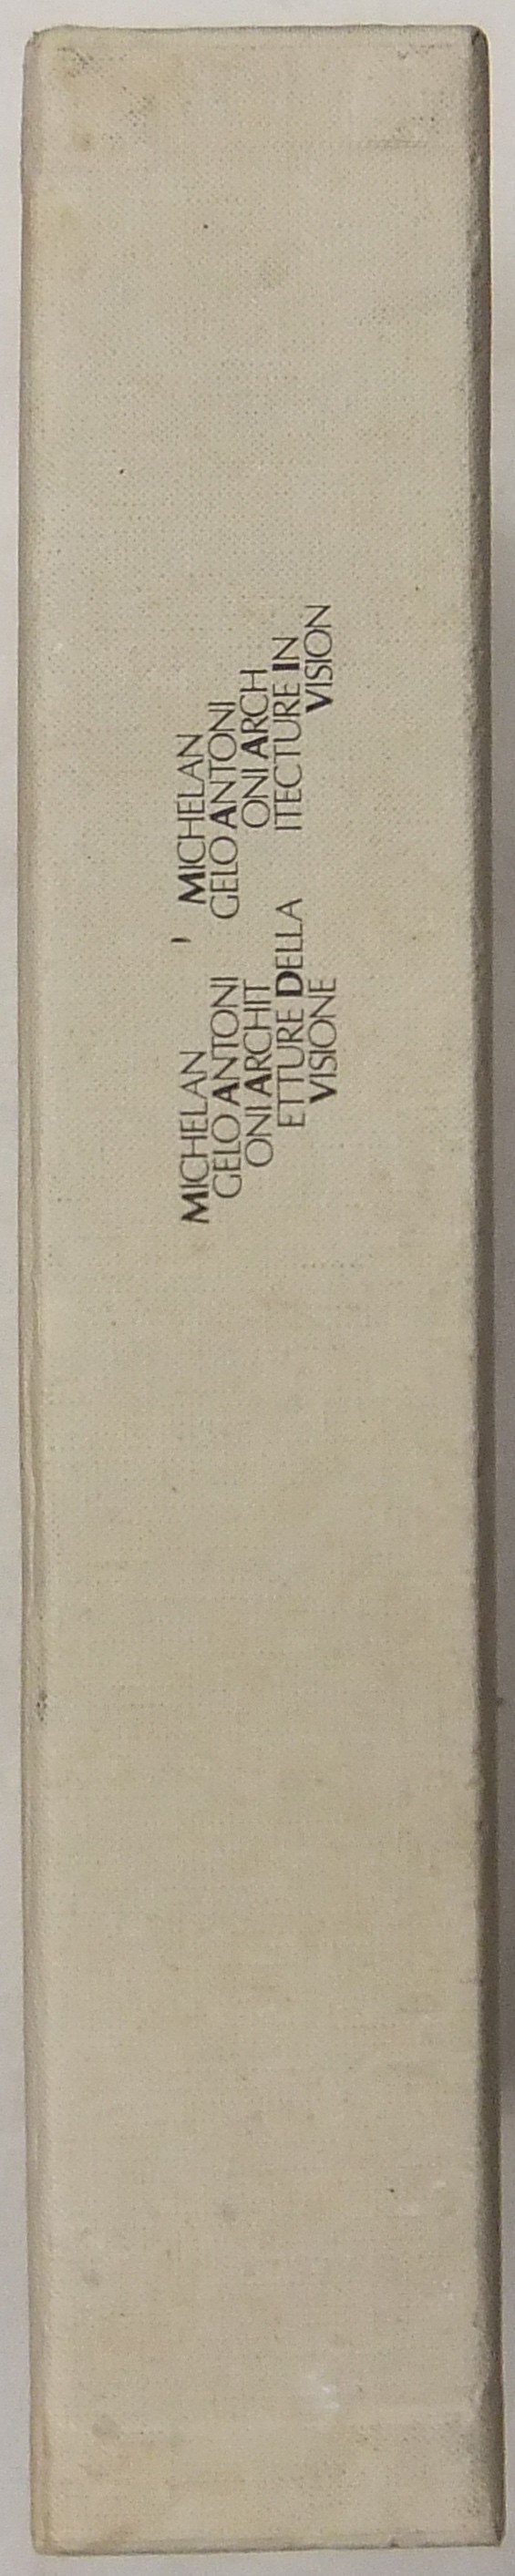 MICHELAN
GELO ANTONI
ONI ARCHIT
ETTURE DELLA
VISIONE
MICHELAN
GELO ANTONI
ONI ARCH
ITECTURE IN
VISION